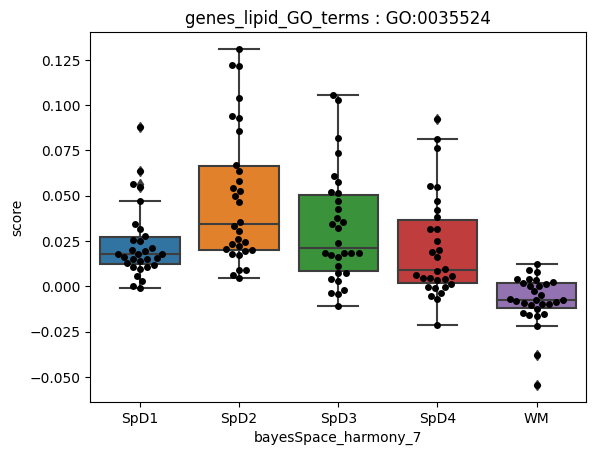 genes_lipid_GO_terms : GO:0035524
0.125
0.100
0.075
0.050
0.025
0.000
−0.025
−0.050
score
SpD1 SpD2 SpD3 SpD4 WM
bayesSpace_harmony_7